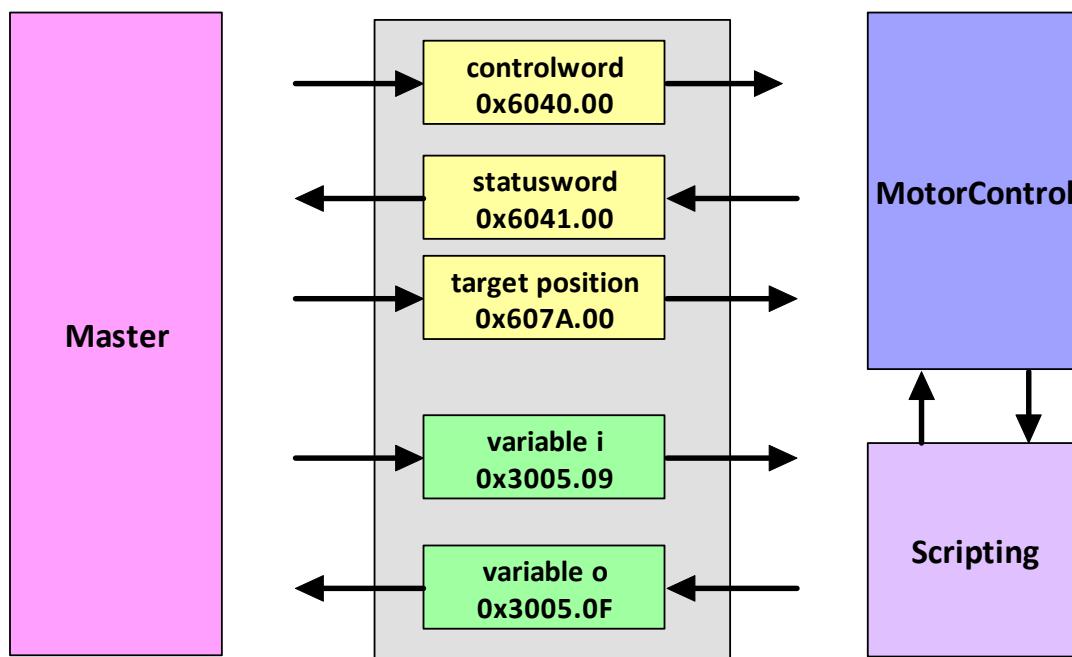 Master
controlword
0x6040.00
statusword
0x6041.00
target position
0x607A.00
variable i
0x3005.09
variable o
0x3005.0F
MotorControl
Scripting